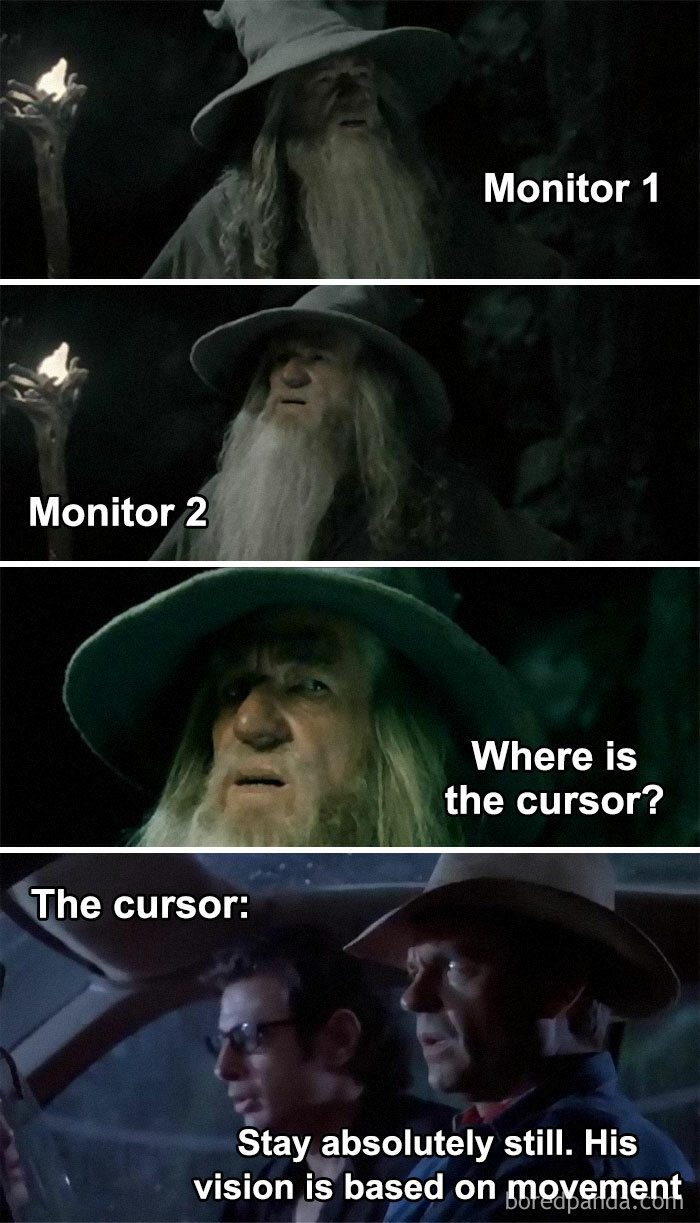 Monitor 1
Monitor 2
Where is
the cursor?
The cursor:
Stay absolutely still. His
vision is based on movement
boredpanda.com